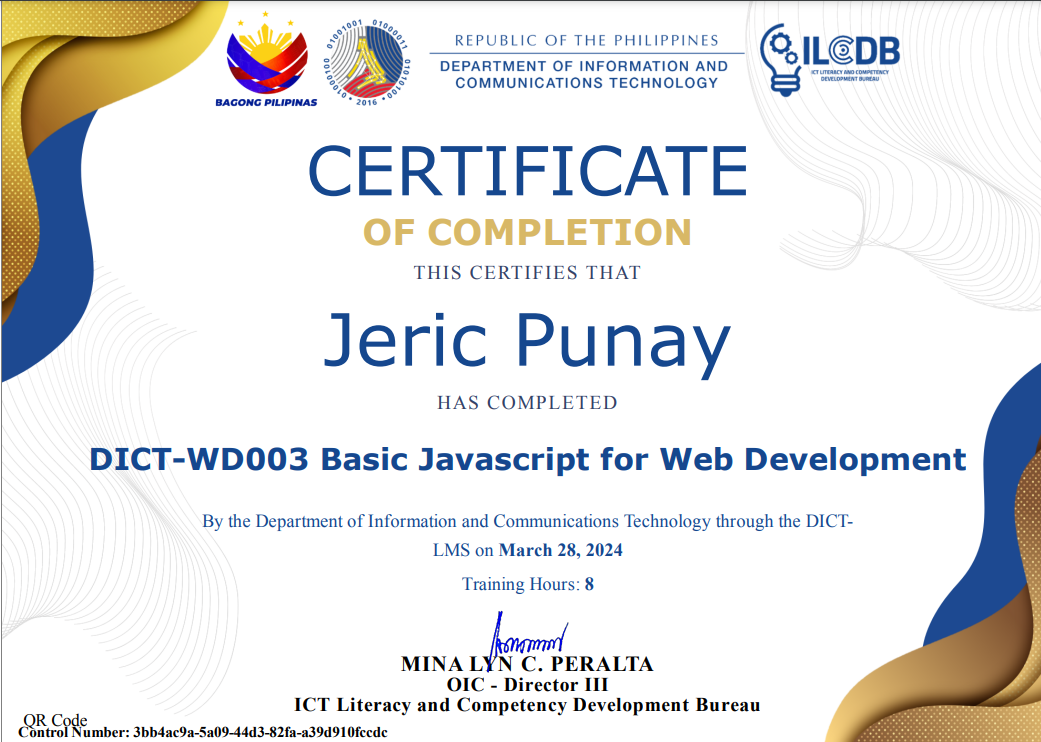 BAGONG PILIPINAS
01001001 01000011 01010100 01000100
• 2016 •
REPUBLIC OF THE PHILIPPINES
DEPARTMENT OF INFORMATION AND
COMMUNICATIONS TECHNOLOGY
ILCDB
ICT LITERACY AND COMPETENCY
DEVELOPMENT BUREAU
CERTIFICATE
OF COMPLETION
THIS CERTIFIES THAT
Jeric Punay
HAS COMPLETED
DICT-WD003 Basic Javascript for Web Development
By the Department of Information and Communications Technology through the DICT-
LMS on March 28, 2024
Training Hours: 8
MINA LYN C. PERALTA
OIC - Director III
ICT Literacy and Competency Development Bureau
QR Code
Control Number: 3bb4ac9a-5a09-44d3-82fa-a39d910fccdc